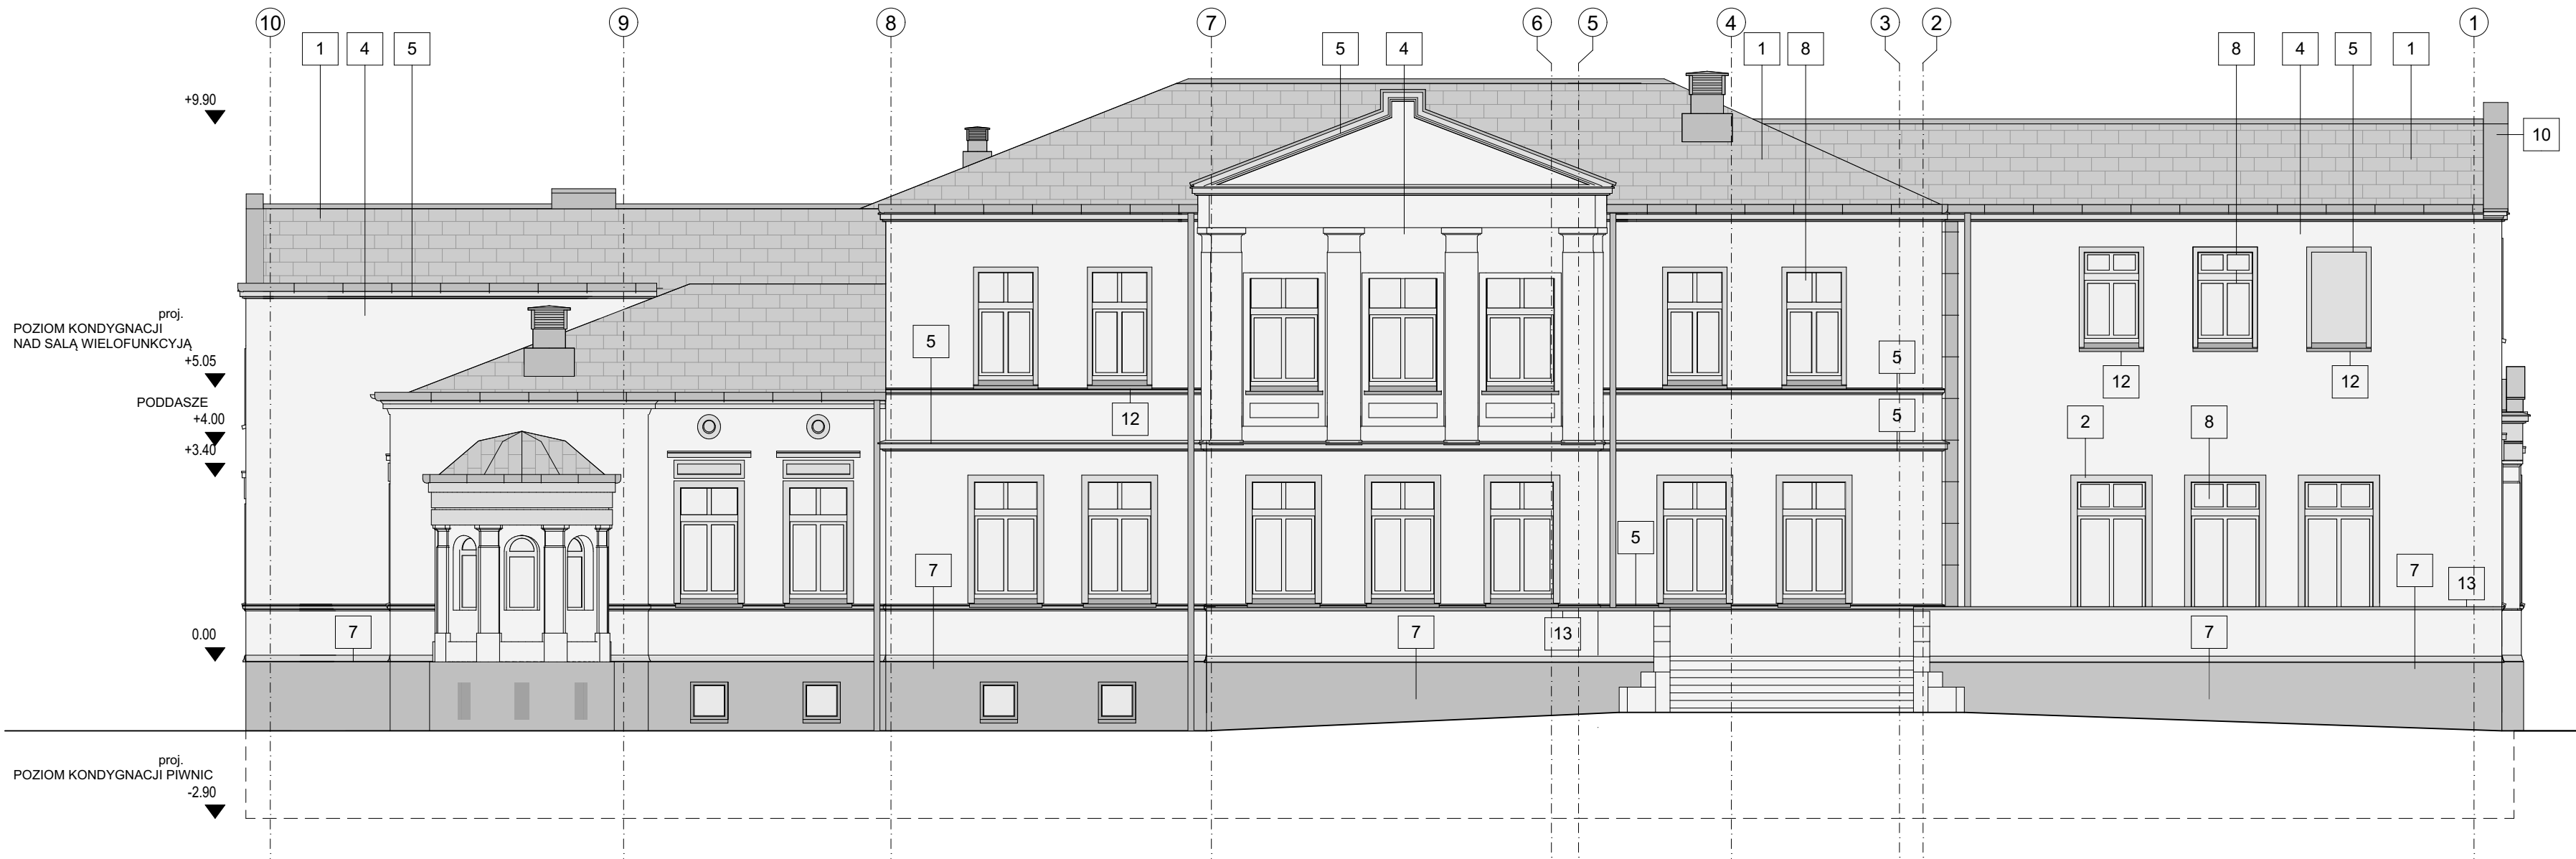 10 9 8 7 6 5 4 3 2 1
1 4 5 5 4 1 8 8 4 5 1
+9.90
10
proj.
POZIOM KONDYGNACJI
NAD SALĄ WIELOFUNKCYJĄ
+5.05
5 5
12 12
PODDASZE
+4.00
12 5 2 8
+3.40
5
7 7 13
0.00
7 7 13 7
proj.
POZIOM KONDYGNACJI PIWNIC
-2.90